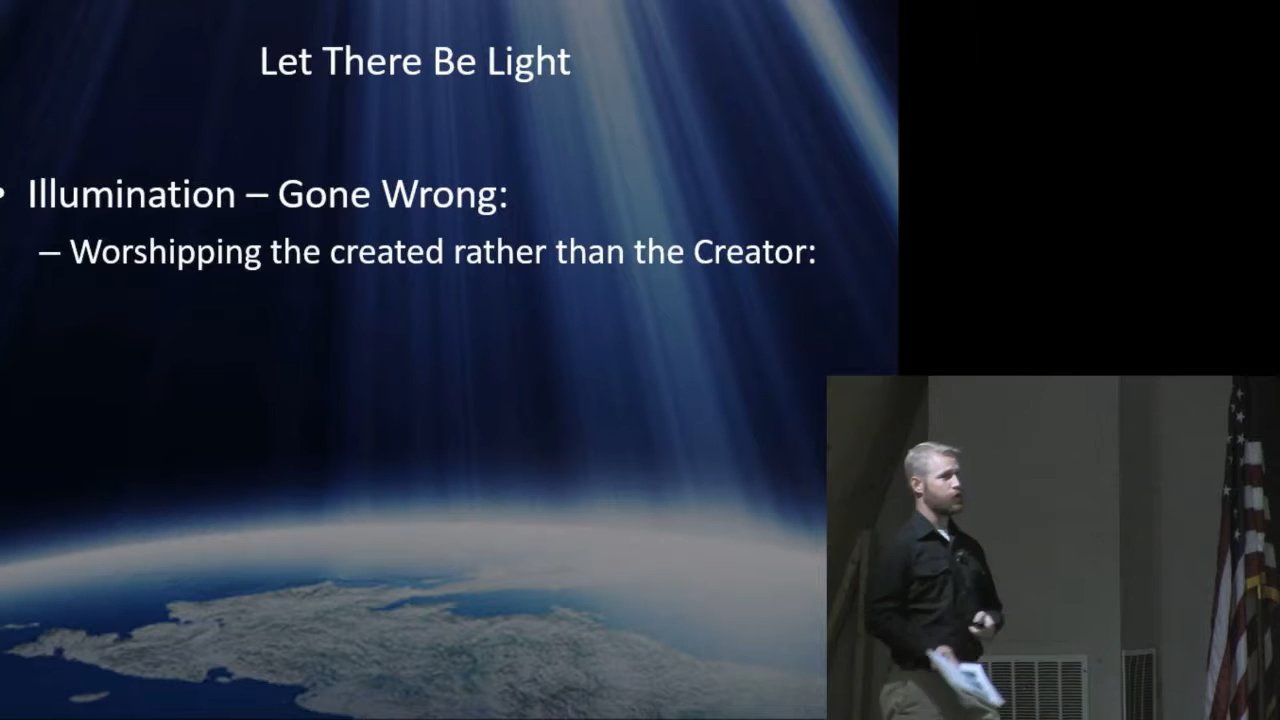 Let There Be Light
• Illumination – Gone Wrong:
– Worshipping the created rather than the Creator: